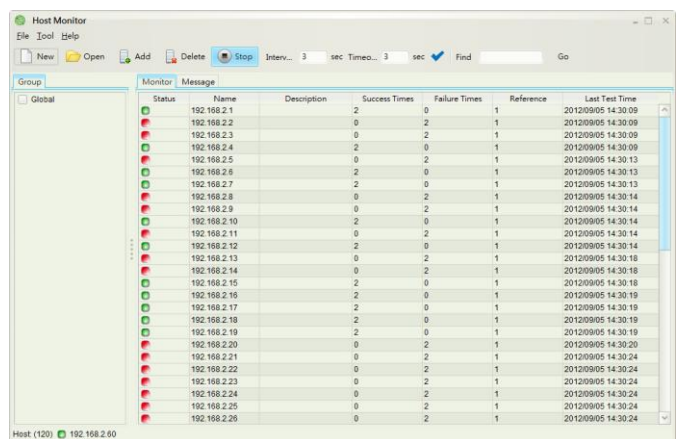 Host Monitor
File Tool Help
New Open Add Delete Stop Interv... 3 sec Timeo... 3 sec Find Go
Group
Monitor Message
Global
Status Name Description Success Times Failure Times Reference Last Test Time
192.168.2.1 2 0 1 2012/09/05 14:30:09
192.168.2.2 0 2 1 2012/09/05 14:30:09
192.168.2.3 0 2 1 2012/09/05 14:30:09
192.168.2.4 2 0 1 2012/09/05 14:30:09
192.168.2.5 0 2 1 2012/09/05 14:30:13
192.168.2.6 2 0 1 2012/09/05 14:30:13
192.168.2.7 2 0 1 2012/09/05 14:30:13
192.168.2.8 0 2 1 2012/09/05 14:30:14
192.168.2.9 0 2 1 2012/09/05 14:30:14
192.168.2.10 2 0 1 2012/09/05 14:30:14
192.168.2.11 0 2 1 2012/09/05 14:30:14
192.168.2.12 2 0 1 2012/09/05 14:30:14
192.168.2.13 0 2 1 2012/09/05 14:30:18
192.168.2.14 0 2 1 2012/09/05 14:30:18
192.168.2.15 2 0 1 2012/09/05 14:30:18
192.168.2.16 2 0 1 2012/09/05 14:30:19
192.168.2.17 2 0 1 2012/09/05 14:30:19
192.168.2.18 2 0 1 2012/09/05 14:30:19
192.168.2.19 2 0 1 2012/09/05 14:30:19
192.168.2.20 0 2 1 2012/09/05 14:30:20
192.168.2.21 0 2 1 2012/09/05 14:30:24
192.168.2.22 0 2 1 2012/09/05 14:30:24
192.168.2.23 0 2 1 2012/09/05 14:30:24
192.168.2.24 0 2 1 2012/09/05 14:30:24
192.168.2.25 0 2 1 2012/09/05 14:30:24
192.168.2.26 0 2 1 2012/09/05 14:30:24
Host: (120) 192.168.2.60